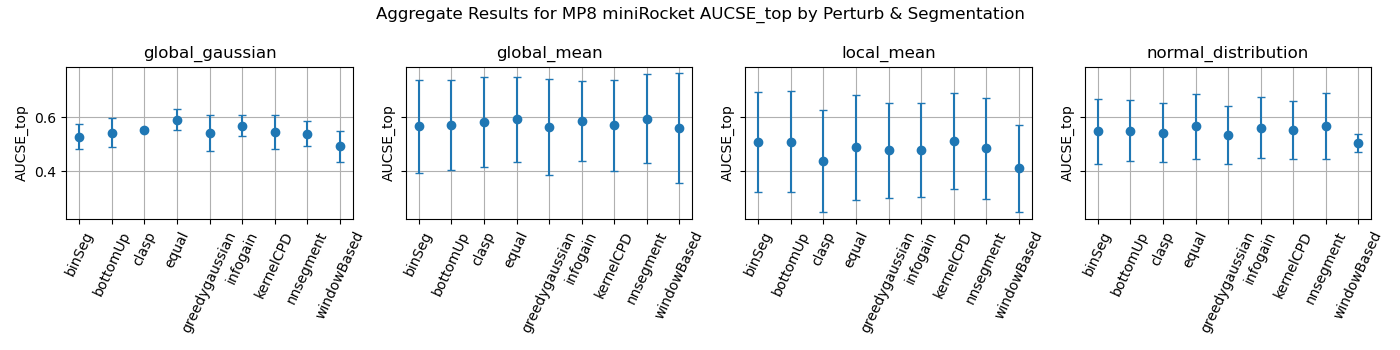 Aggregate Results for MP8 miniRocket AUCSE_top by Perturb & Segmentation
global_gaussian
AUCSE_top
0.6
0.4
binSeg
bottomUp
clasp
equal
greedygaussian
infogain
kernelCPD
nnsegment
windowBased
global_mean
AUCSE_top
binSeg
bottomUp
clasp
equal
greedygaussian
infogain
kernelCPD
nnsegment
windowBased
local_mean
AUCSE_top
binSeg
bottomUp
clasp
equal
greedygaussian
infogain
kernelCPD
nnsegment
windowBased
normal_distribution
AUCSE_top
binSeg
bottomUp
clasp
equal
greedygaussian
infogain
kernelCPD
nnsegment
windowBased